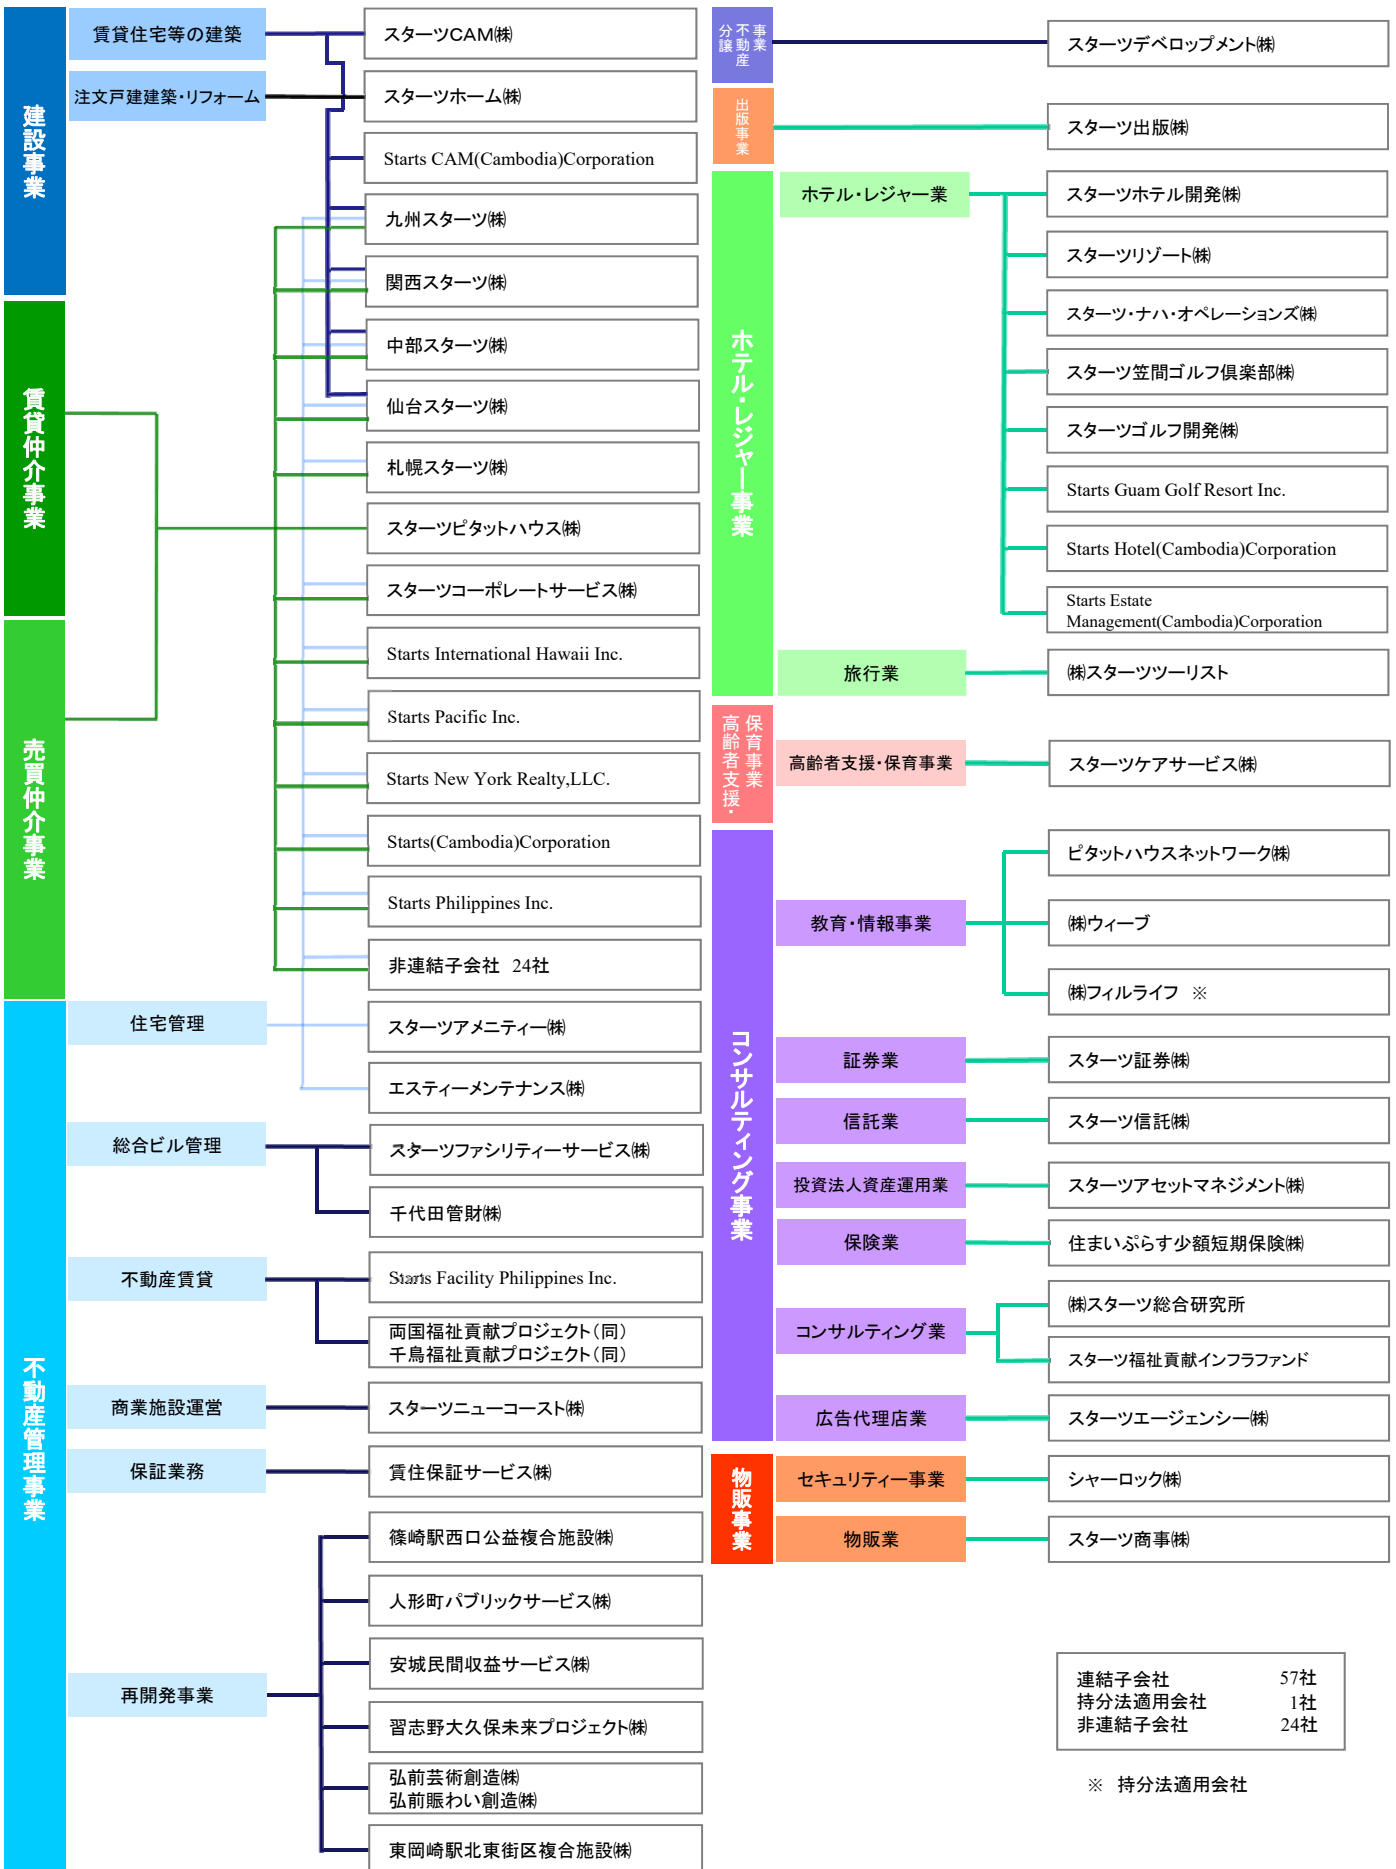 建設事業
賃貸住宅等の建築
注文戸建建築・リフォーム
スターツCAM㈱
スターツホーム㈱
Starts CAM(Cambodia)Corporation
九州スターツ㈱
関西スターツ㈱
中部スターツ㈱
仙台スターツ㈱
札幌スターツ㈱
スターツピタットハウス㈱
スターツコーポレートサービス㈱
Starts International Hawaii Inc.
Starts Pacific Inc.
Starts New York Realty,LLC.
Starts(Cambodia)Corporation
Starts Philippines Inc.
非連結子会社 24社
賃貸仲介事業
売買仲介事業
不動産管理事業
住宅管理
スターツアメニティー㈱
エスティーメンテナンス㈱
総合ビル管理
スターツファシリティーサービス㈱
千代田管財㈱
不動産賃貸
Starts Facility Philippines Inc.
両国福祉貢献プロジェクト（同）
千鳥福祉貢献プロジェクト（同）
商業施設運営
スターツニューコースト㈱
保証業務
賃住保証サービス㈱
再開発事業
篠崎駅西口公益複合施設㈱
人形町パブリックサービス㈱
安城民間収益サービス㈱
習志野大久保未来プロジェクト㈱
弘前芸術創造㈱
弘前賑わい創造㈱
東岡崎駅北東街区複合施設㈱
事業
不動産
分譲
スターツデベロップメント㈱
出版事業
スターツ出版㈱
ホテル・レジャー事業
ホテル・レジャー業
スターツホテル開発㈱
スターツリゾート㈱
スターツ・ナハ・オペレーションズ㈱
スターツ笠間ゴルフ倶楽部㈱
スターツゴルフ開発㈱
Starts Guam Golf Resort Inc.
Starts Hotel(Cambodia)Corporation
Starts Estate
Management(Cambodia)Corporation
旅行業
㈱スターツツーリスト
保育事業
高齢者支援・
高齢者支援・保育事業
スターツケアサービス㈱
コンサルティング事業
教育・情報事業
ピタットハウスネットワーク㈱
㈱ウィーブ
㈱フィルライフ ※
証券業
スターツ証券㈱
信託業
スターツ信託㈱
投資法人資産運用業
スターツアセットマネジメント㈱
保険業
住まいぷらす少額短期保険㈱
コンサルティング業
㈱スターツ総合研究所
スターツ福祉貢献インフラファンド
広告代理店業
スターツエージェンシー㈱
物販事業
セキュリティー事業
シャーロック㈱
物販業
スターツ商事㈱
連結子会社 57社
持分法適用会社 1社
非連結子会社 24社
※ 持分法適用会社